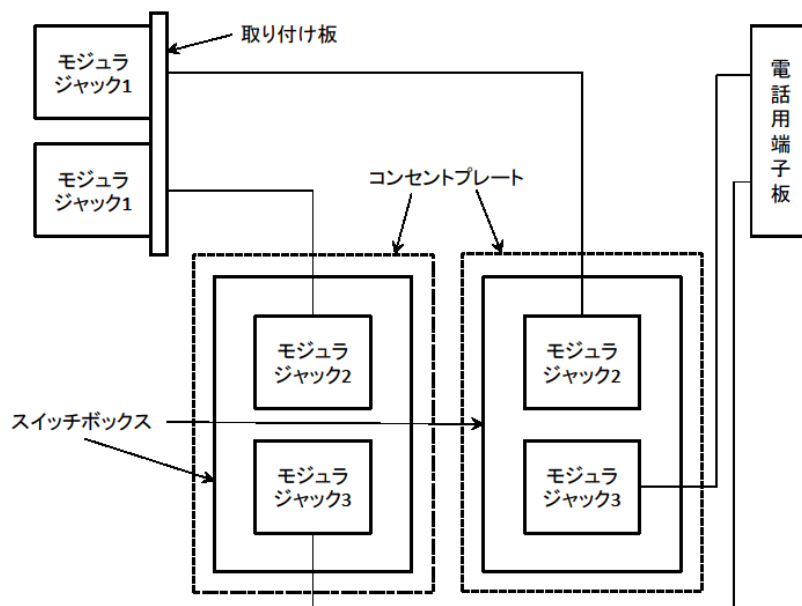 取り付け板
モジュラ
ジャック1
モジュラ
ジャック1
電話用端子板
コンセントプレート
モジュラ
ジャック2
モジュラ
ジャック2
スイッチボックス
モジュラ
ジャック3
モジュラ
ジャック3